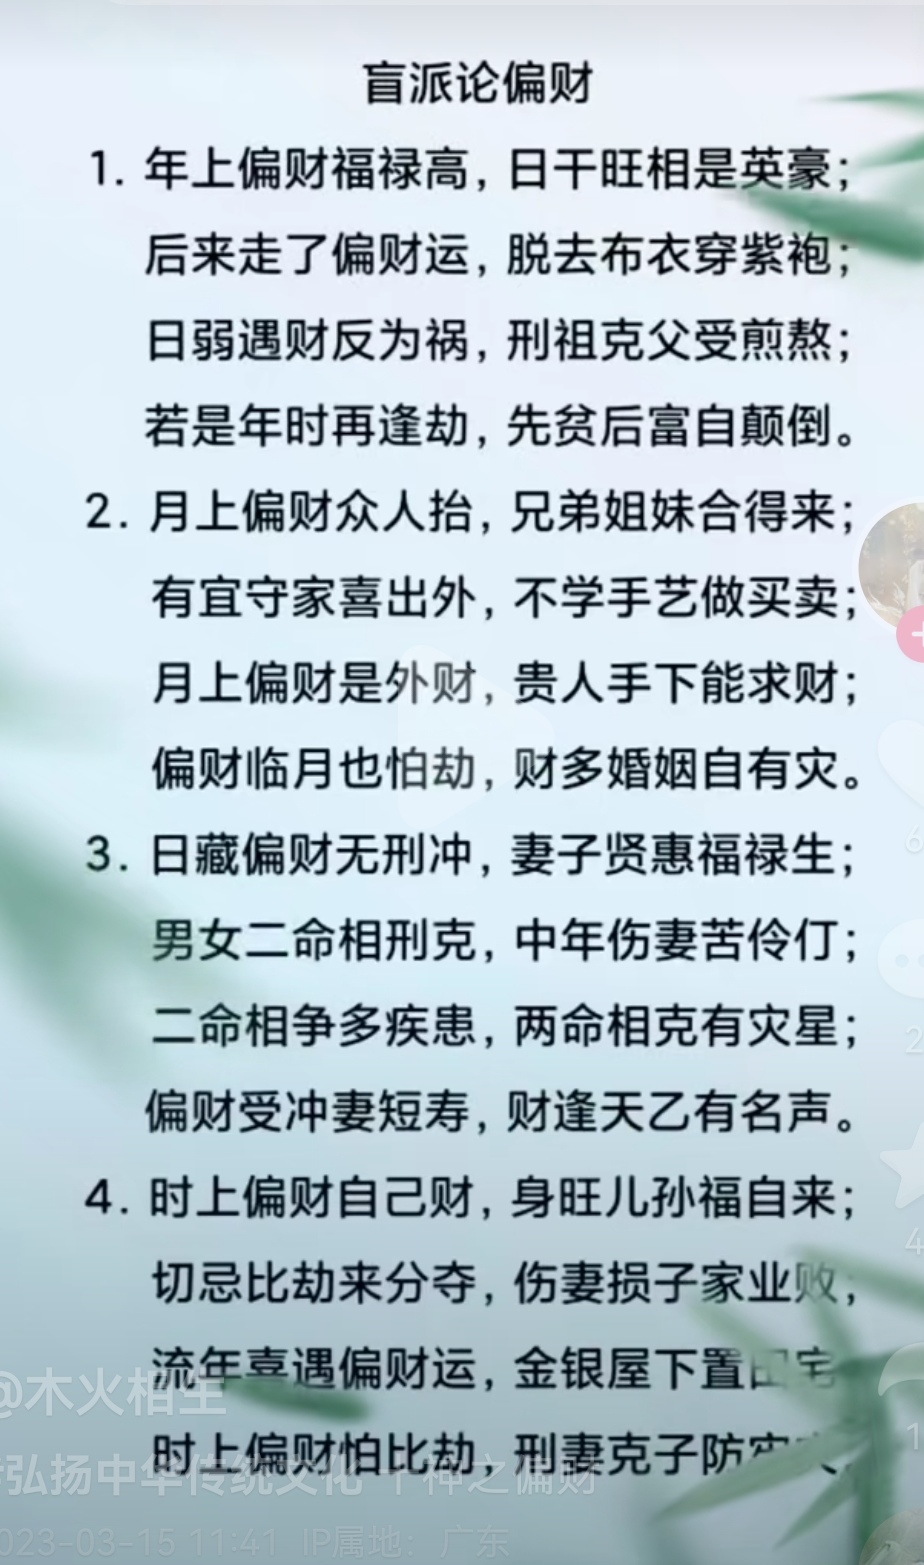 盲派论偏财
1. 年上偏财福禄高，日干旺相是英豪；
后来走了偏财运，脱去布衣穿紫袍；
日弱遇财反为祸，刑祖克父受煎熬；
若是年时再逢劫，先贫后富自颠倒。
2. 月上偏财众人抬，兄弟姐妹合得来；
有宜守家喜出外，不学手艺做买卖；
月上偏财是外财，贵人手下能求财；
偏财临月也怕劫，财多婚姻自有灾。
3. 日藏偏财无刑冲，妻子贤惠福禄生；
男女二命相刑克，中年伤妻苦伶仃；
二命相争多疾患，两命相克有灾星；
偏财受冲妻短寿，财逢天乙有名声。
4. 时上偏财自己财，身旺儿孙福自来；
切忌比劫来分夺，伤妻损子家业败；
流年喜遇偏财运，金银屋下置田宅
@木火相生
时上偏财怕比劫，刑妻克子防牢
弘扬中华传统文化 十神之偏财
023-03-15 11:41 IP属地：广东